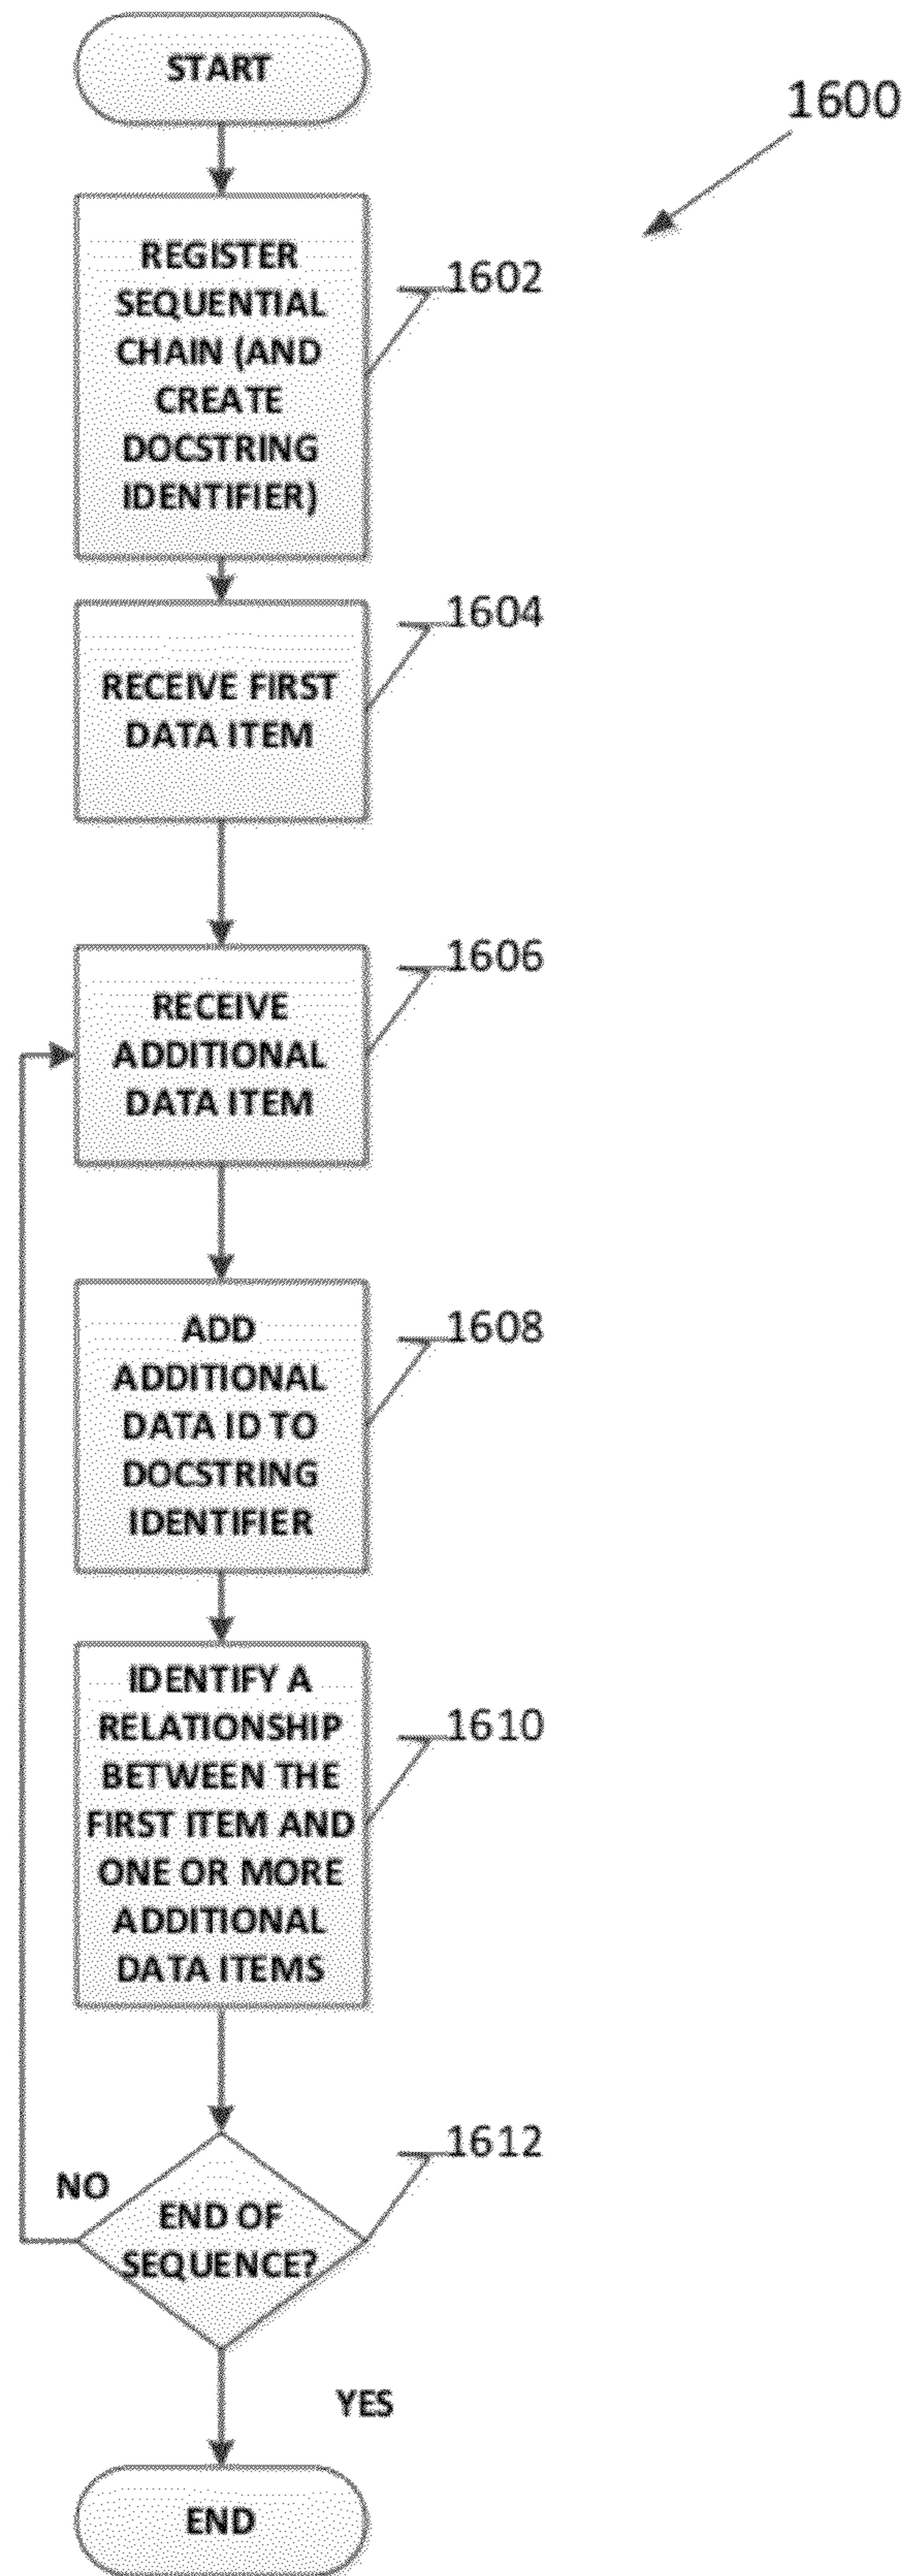 START
1600
REGISTER
SEQUENTIAL
CHAIN (AND
CREATE
DOCSTRING
IDENTIFIER)
1602
RECEIVE FIRST
DATA ITEM
1604
RECEIVE
ADDITIONAL
DATA ITEM
1606
ADD
ADDITIONAL
DATA ID TO
DOCSTRING
IDENTIFIER
1608
IDENTIFY A
RELATIONSHIP
BETWEEN THE
FIRST ITEM AND
ONE OR MORE
ADDITIONAL
DATA ITEMS
1610
END OF
SEQUENCE?
1612
NO
YES
END